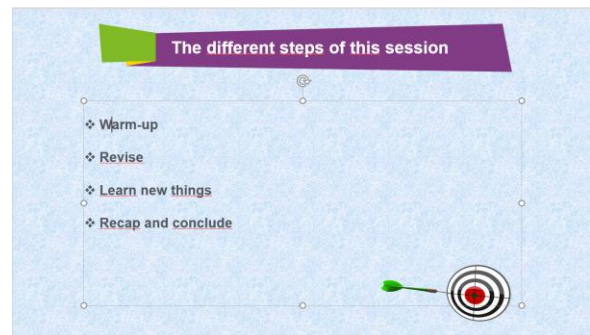 The different steps of this session
❖ Warm-up
❖ Revise
❖ Learn new things
❖ Recap and conclude